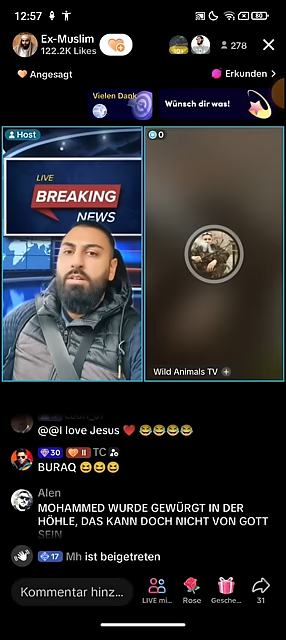 12:57
80
Ex-Muslim
122.2K Likes
278
Angesagt
Erkunden >
Vielen Dank
Wünsch dir was!
Host
0
LIVE
BREAKING
NEWS
Wild Animals TV +
@@I love Jesus ❤️ 😂😂😂😂
30 II TC
BURAQ 😆😆😆
Alen
MOHAMMED WURDE GEWÜRGT IN DER
HÖHLE, DAS KANN DOCH NICHT VON GOTT
SEIN
17 Mh ist beigetreten
Kommentar hinz...
LIVE mi...
Rose
Gesche...
31